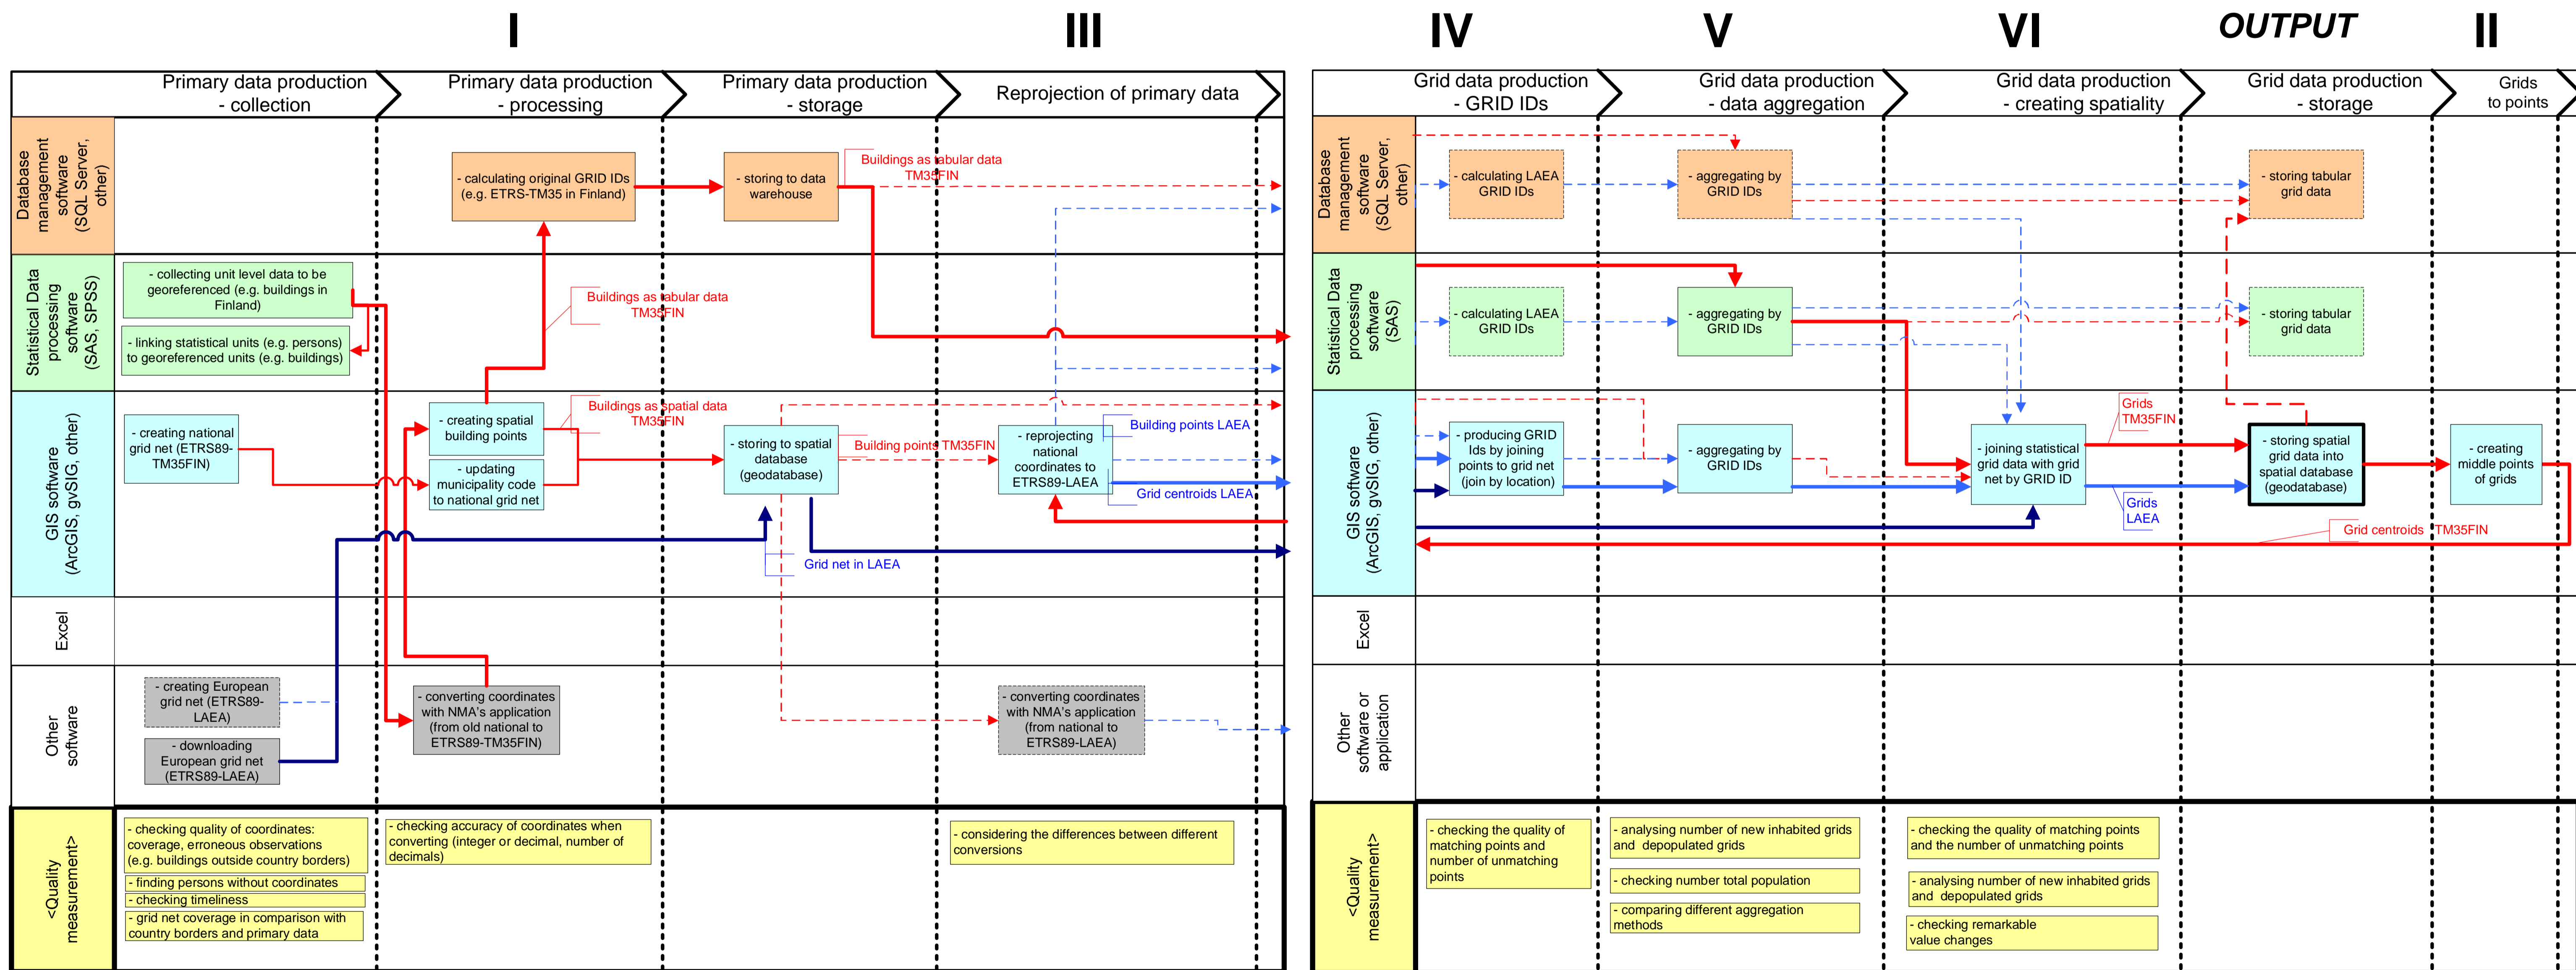 I
III
IV
V
VI
OUTPUT
II
Primary data production
- collection
Primary data production
- processing
Primary data production
- storage
Reprojection of primary data
Grid data production
- GRID IDs
Grid data production
- data aggregation
Grid data production
- creating spatiality
Grid data production
- storage
Grids
to points
Database
management
software
(SQL Server,
other)
- calculating original GRID IDs
(e.g. ETRS-TM35 in Finland)
- storing to data
warehouse
Buildings as tabular data
TM35FIN
Statistical Data
processing
software
(SAS, SPSS)
- collecting unit level data to be
georeferenced (e.g. buildings in
Finland)
- linking statistical units (e.g. persons)
to georeferenced units (e.g. buildings)
Buildings as tabular data
TM35FIN
GIS software
(ArcGIS, gvSIG, other)
- creating national
grid net (ETRS89-
TM35FIN)
- creating spatial
building points
- updating
municipality code
to national grid net
Buildings as spatial data
TM35FIN
- storing to spatial
database
(geodatabase)
Building points TM35FIN
- reprojecting
national
coordinates to
ETRS89-LAEA
Building points LAEA
Grid centroids LAEA
Grid net in LAEA
Excel
Other
software
- creating European
grid net (ETRS89-
LAEA)
- downloading
European grid net
(ETRS89-LAEA)
- converting coordinates
with NMA's application
(from old national to
ETRS89-TM35FIN)
- converting coordinates
with NMA's application
(from national to
ETRS89-LAEA)
<Quality
measurement>
- checking quality of coordinates:
coverage, erroneous observations
(e.g. buildings outside country borders)
- finding persons without coordinates
- checking timeliness
- grid net coverage in comparison with
country borders and primary data
- checking accuracy of coordinates when
converting (integer or decimal, number of
decimals)
- considering the differences between different
conversions
Database
management
software
(SQL Server,
other)
- calculating LAEA
GRID IDs
- aggregating by
GRID IDs
- storing tabular
grid data
Statistical Data
processing
software
(SAS)
- calculating LAEA
GRID IDs
- aggregating by
GRID IDs
- storing tabular
grid data
GIS software
(ArcGIS, gvSIG, other)
- producing GRID
Ids by joining
points to grid net
(join by location)
- aggregating by
GRID IDs
- joining statistical
grid data with grid
net by GRID ID
Grids
TM35FIN
Grids
LAEA
- storing spatial
grid data into
spatial database
(geodatabase)
- creating
middle points
of grids
Grid centroids TM35FIN
Excel
Other
software or
application
<Quality
measurement>
- checking the quality of
matching points and
number of unmatching
points
- analysing number of new inhabited grids
and depopulated grids
- checking number total population
- comparing different aggregation
methods
- checking the quality of matching points
and the number of unmatching points
- analysing number of new inhabited grids
and depopulated grids
- checking remarkable
value changes